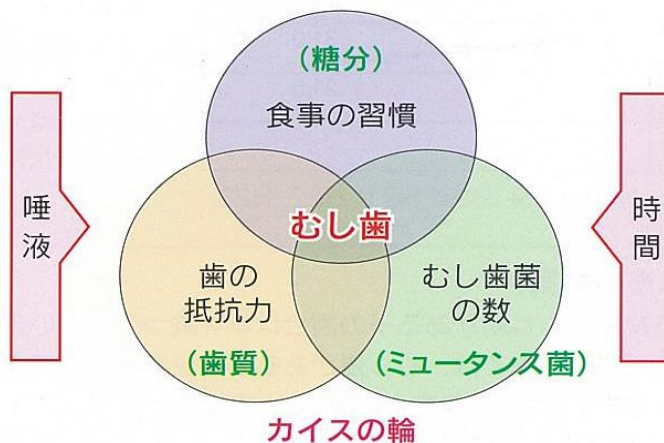 （糖分）
食事の習慣
唾液
時間
むし歯
歯の
抵抗力
（歯質）
むし歯菌
の数
（ミュータンス菌）
カイスの輪